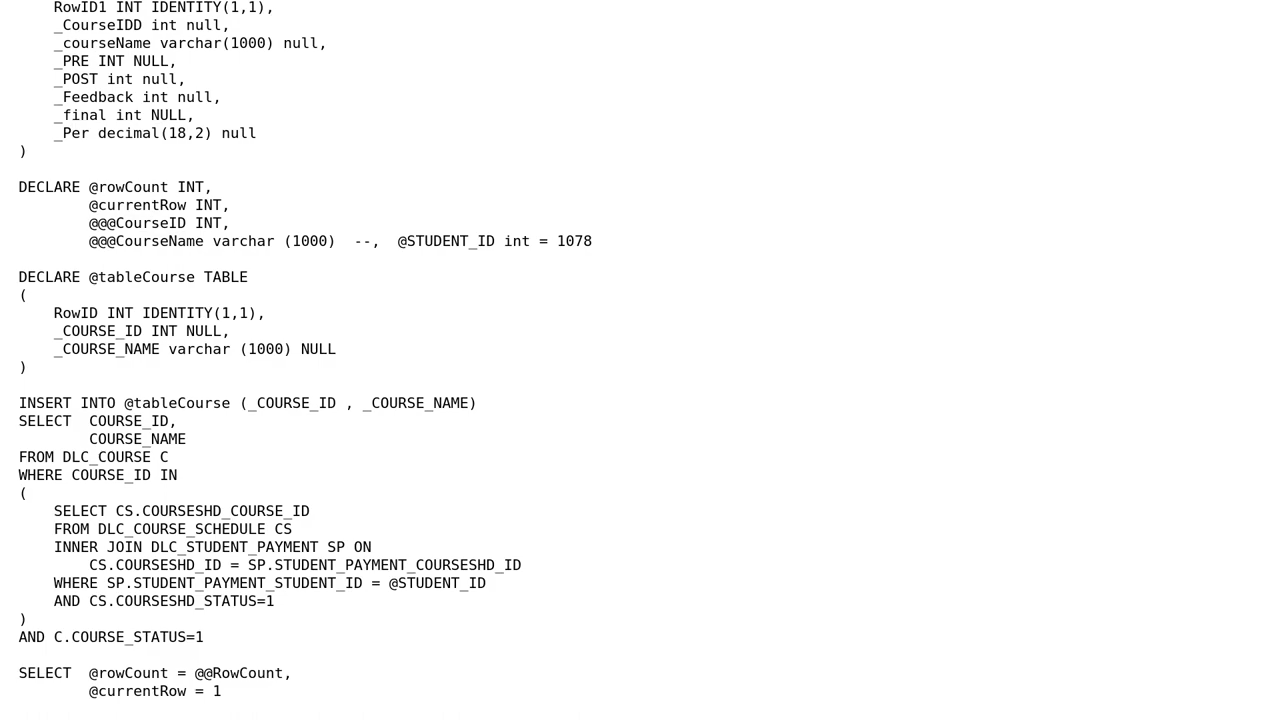 RowID1 INT IDENTITY(1,1),
_CourseIDD int null,
_courseName varchar(1000) null,
_PRE INT NULL,
_POST int null,
_Feedback int null,
_final int NULL,
_Per decimal(18,2) null
)
DECLARE @rowCount INT,
@currentRow INT,
@@@CourseID INT,
@@@CourseName varchar (1000)  --,  @STUDENT_ID int = 1078
DECLARE @tableCourse TABLE
(
RowID INT IDENTITY(1,1),
_COURSE_ID INT NULL,
_COURSE_NAME varchar (1000) NULL
)
INSERT INTO @tableCourse (_COURSE_ID , _COURSE_NAME)
SELECT  COURSE_ID,
COURSE_NAME
FROM DLC_COURSE C
WHERE COURSE_ID IN
(
SELECT CS.COURSESHD_COURSE_ID
FROM DLC_COURSE_SCHEDULE CS
INNER JOIN DLC_STUDENT_PAYMENT SP ON
CS.COURSESHD_ID = SP.STUDENT_PAYMENT_COURSESHD_ID
WHERE SP.STUDENT_PAYMENT_STUDENT_ID = @STUDENT_ID
AND CS.COURSESHD_STATUS=1
)
AND C.COURSE_STATUS=1
SELECT  @rowCount = @@RowCount,
@currentRow = 1